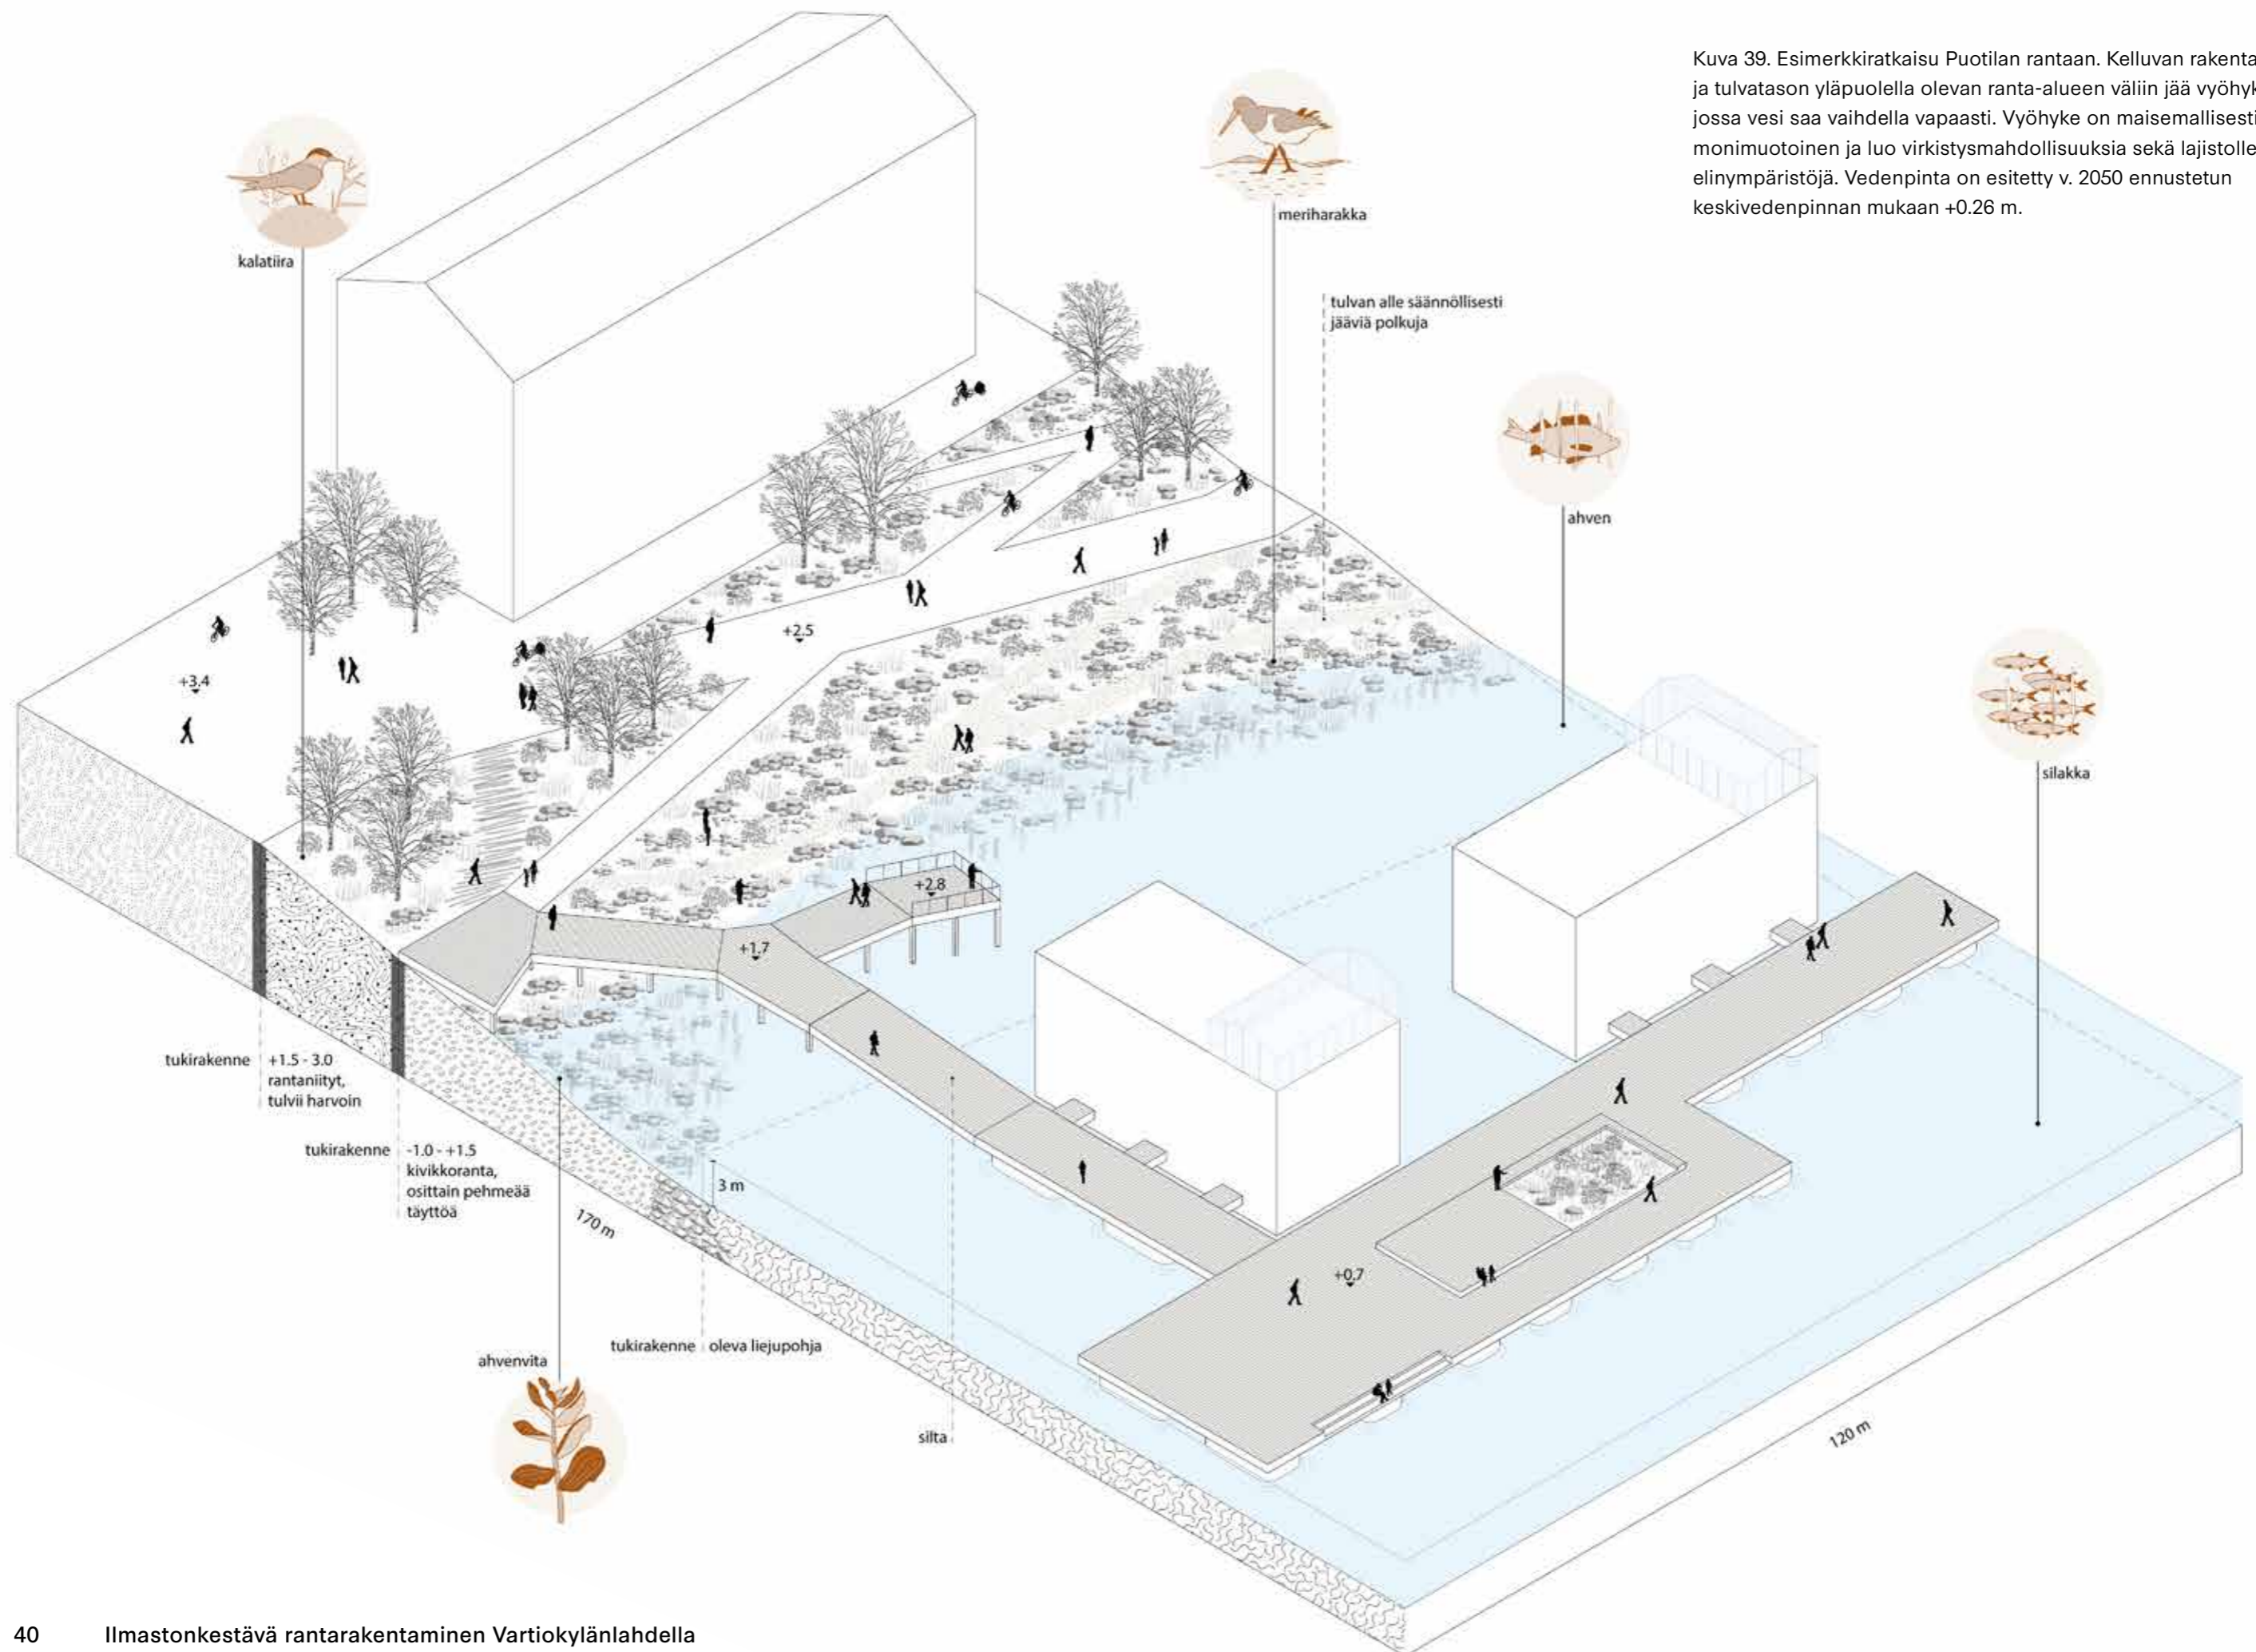 Kuva 39. Esimerkkiratkaisu Puotilan rantaan. Kelluvan rakenta
ja tulvatason yläpuolella olevan ranta-alueen väliin jää vyöhyk
jossa vesi saa vaihdella vapaasti. Vyöhyke on maisemallisesti
monimuotoinen ja luo virkistysmahdollisuuksia sekä lajistolle
elinympäristöjä. Vedenpinta on esitetty v. 2050 ennustetun
keskivedenpinnan mukaan +0.26 m.
kalatiira
meriharakka
tulvan alle säännöllisesti
jääviä polkuja
ahven
silakka
+2.5
+3.4
+2.8
+1.7
tukirakenne
+1.5 - 3.0
rantaniityt,
tulvii harvoin
tukirakenne
-1.0 - +1.5
kivikkoranta,
osittain pehmeää
täyttöä
3 m
170 m
+0.7
tukirakenne
oleva liejupohja
ahvenvita
silta
120 m
40
Ilmastonkestävä rantarakentaminen Vartiokylänlahdella